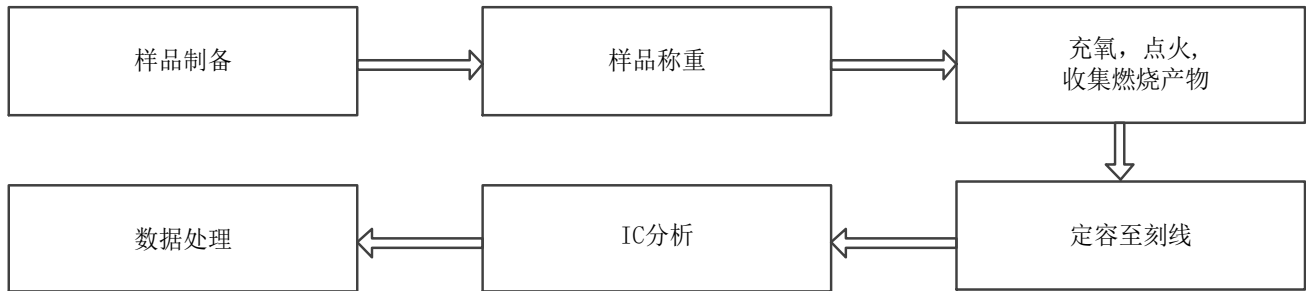 样品制备
样品称重
充氧，点火，
收集燃烧产物
定容至刻线
IC分析
数据处理